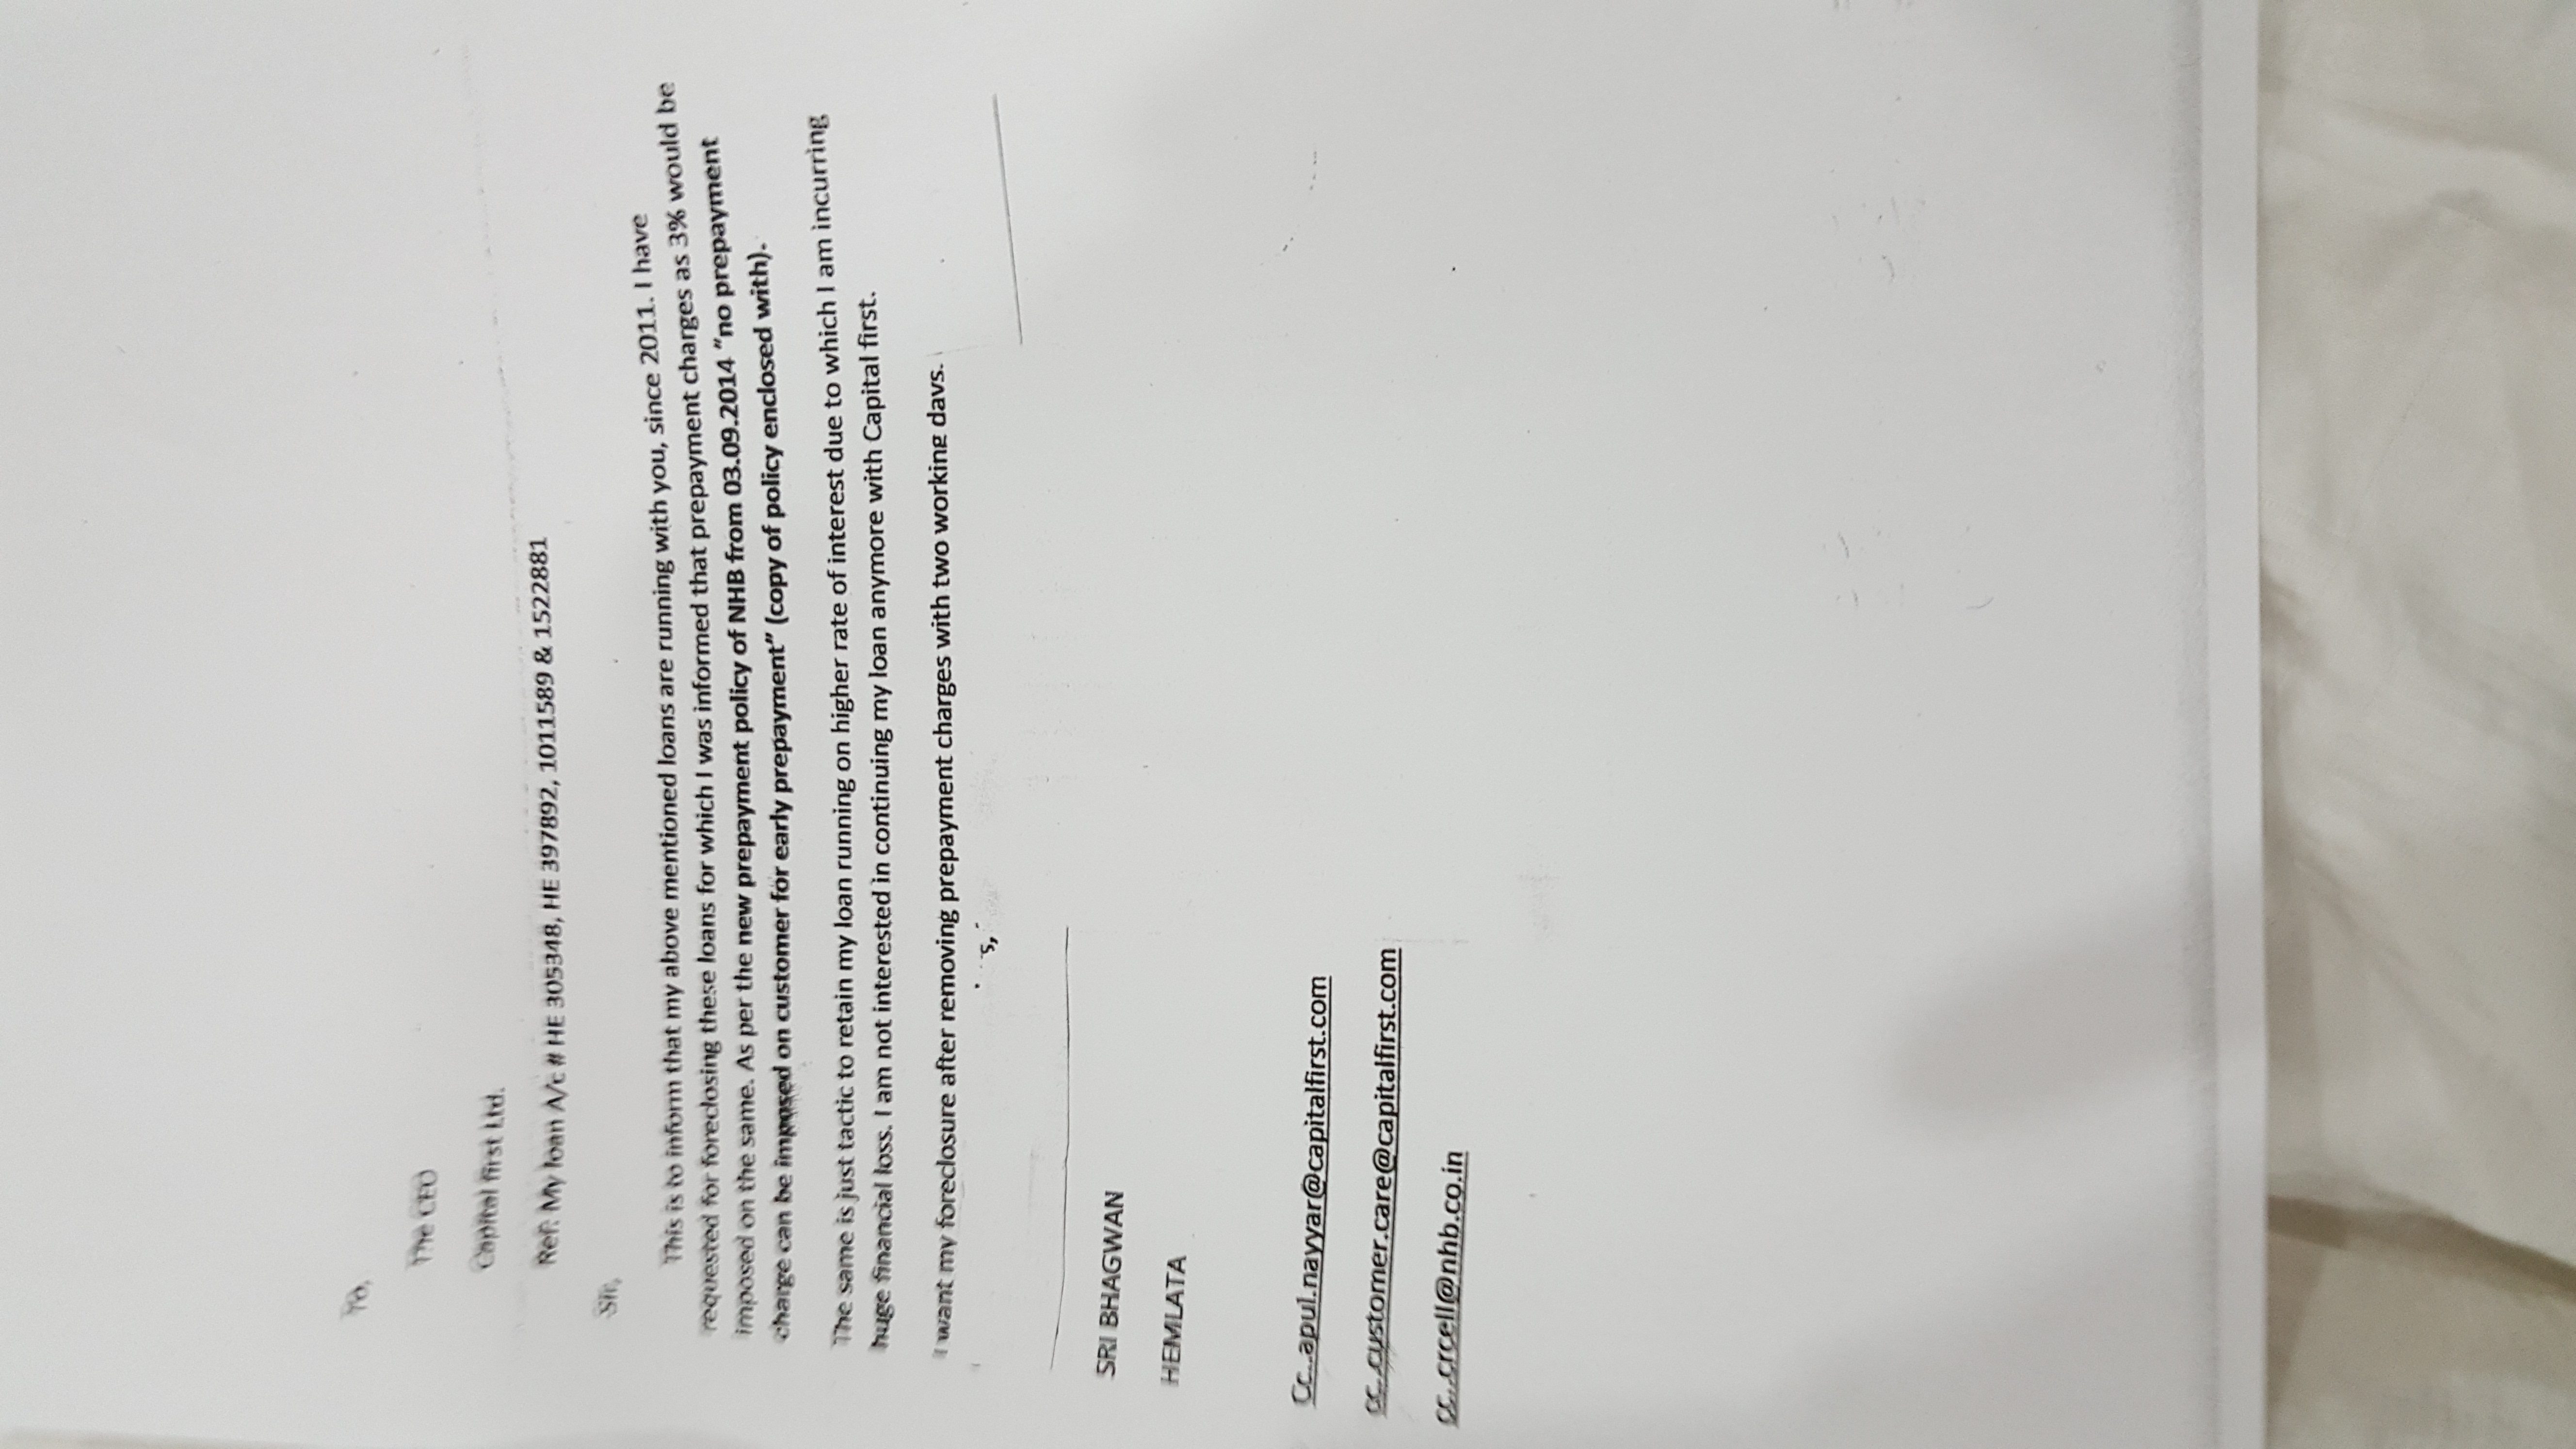 To,
The CEO
Capital first Ltd.
Ref: My loan A/c # HE 305348, HE 397892, 1011589 & 1522881
Sir,
This is to inform that my above mentioned loans are running with you, since 2011. I have
requested for foreclosing these loans for which I was informed that prepayment charges as 3% would be
imposed on the same. As per the new prepayment policy of NHB from 03.09.2014 "no prepayment
charge can be imposed on customer for early prepayment" (copy of policy enclosed with).
The same is just tactic to retain my loan running on higher rate of interest due to which I am incurring
huge financial loss. I am not interested in continuing my loan anymore with Capital first.
I want my foreclosure after removing prepayment charges with two working days.
SRI BHAGWAN
HEMLATA
Cc...apul.nayyar@capitalfirst.com
cc...customer.care@capitalfirst.com
cc...crcell@nhb.co.in